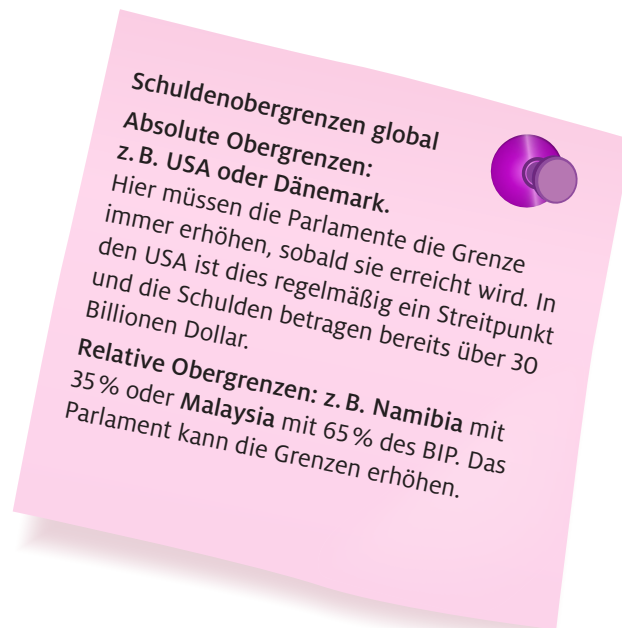 Schuldenobergrenzen global
Absolute Obergrenzen:
z. B. USA oder Dänemark.
Hier müssen die Parlamente die Grenze
immer erhöhen, sobald sie erreicht wird. In
den USA ist dies regelmäßig ein Streitpunkt
und die Schulden betragen bereits über 30
Billionen Dollar.
Relative Obergrenzen: z. B. Namibia mit
35 % oder Malaysia mit 65 % des BIP. Das
Parlament kann die Grenzen erhöhen.